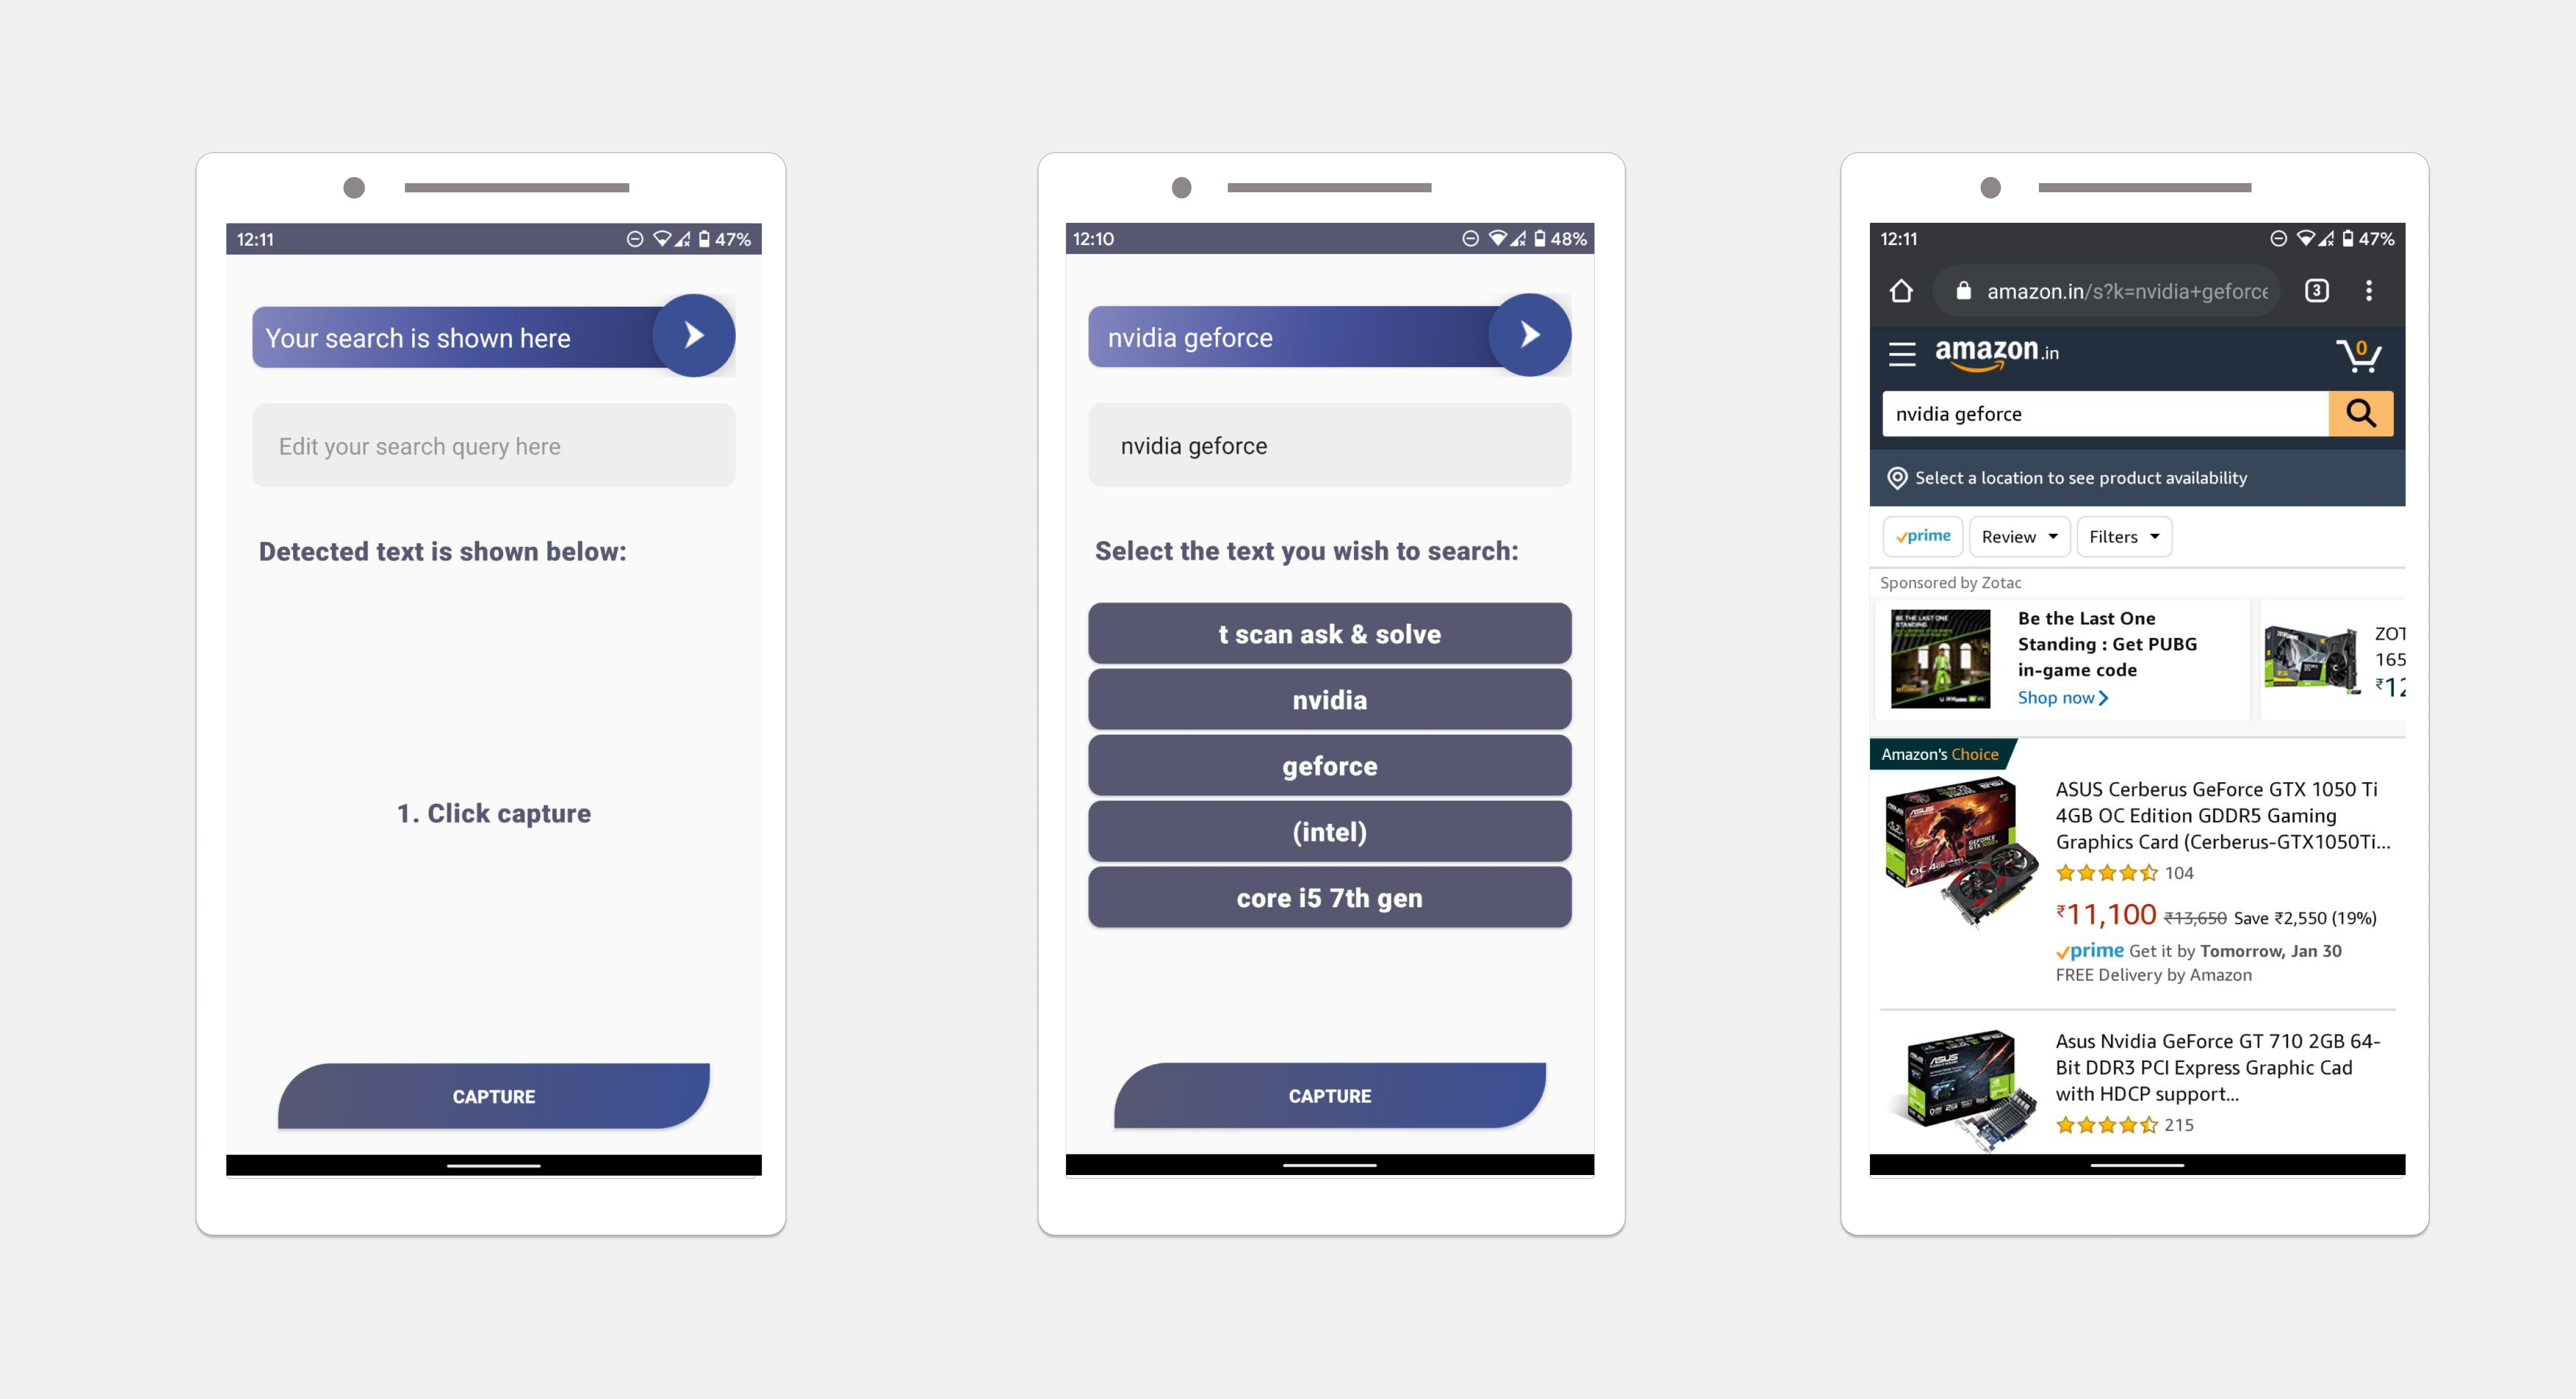 12:11 47%
Your search is shown here
Edit your search query here
Detected text is shown below:
1. Click capture
CAPTURE
12:10 48%
nvidia geforce
nvidia geforce
Select the text you wish to search:
t scan ask & solve
nvidia
geforce
(intel)
core i5 7th gen
CAPTURE
12:11 47%
amazon.in/s?k=nvidia+geforce 3
amazon.in 0
nvidia geforce
Select a location to see product availability
prime Review Filters
Sponsored by Zotac
BE THE LAST ONE
STANDING
Be the Last One
Standing : Get PUBG
in-game code
Shop now
ZOT
165
₹12
Amazon's Choice
ASUS Cerberus GeForce GTX 1050 Ti
4GB OC Edition GDDR5 Gaming
Graphics Card (Cerberus-GTX1050Ti...
104
₹11,100 ₹13,650 Save ₹2,550 (19%)
prime Get it by Tomorrow, Jan 30
FREE Delivery by Amazon
Asus Nvidia GeForce GT 710 2GB 64-
Bit DDR3 PCI Express Graphic Cad
with HDCP support...
215